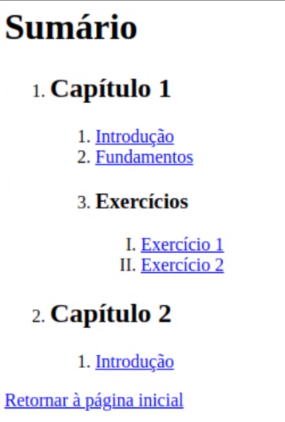 Sumário
1. Capítulo 1
1. Introdução
2. Fundamentos
3. Exercícios
I. Exercício 1
II. Exercício 2
2. Capítulo 2
1. Introdução
Retornar à página inicial